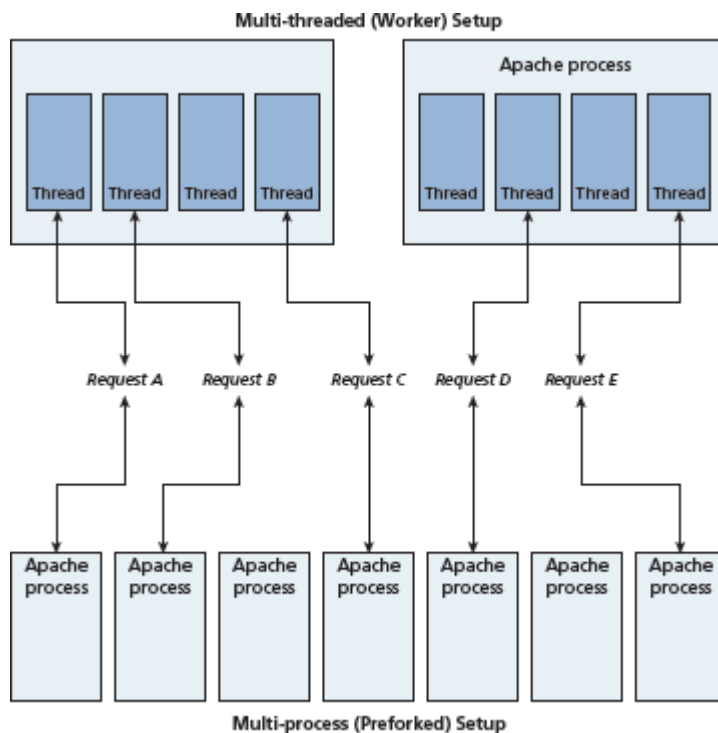 Multi-threaded (Worker) Setup
Apache process
Thread Thread Thread Thread Thread Thread Thread Thread
Request A Request B Request C Request D Request E
Apache process Apache process Apache process Apache process Apache process Apache process Apache process
Multi-process (Preforked) Setup